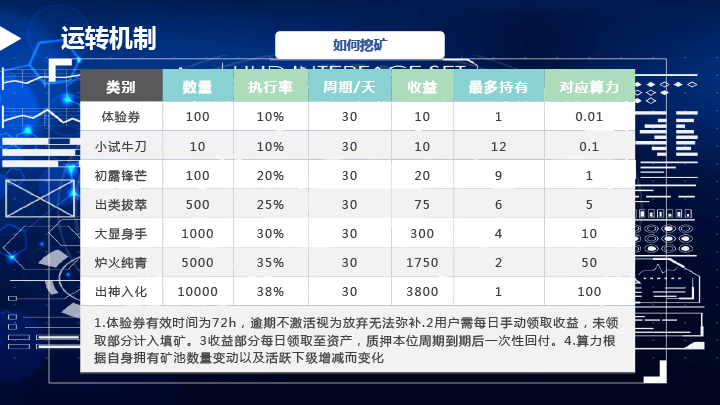 运转机制
如何挖矿
HUD INTERFACE SET
类别 数量 执行率 周期/天 收益 最多持有 对应算力
体验券 100 10% 30 10 1 0.01
小试牛刀 10 10% 30 10 12 0.1
初露锋芒 100 20% 30 20 9 1
出类拔萃 500 25% 30 75 6 5
大显身手 1000 30% 30 300 4 10
炉火纯青 5000 35% 30 1750 2 50
出神入化 10000 38% 30 3800 1 100
1.体验券有效时间为72h，逾期不激活视为放弃无法弥补.2用户需每日手动领取收益，未领
取部分计入填矿。3收益部分每日领取至资产，质押本位周期到期后一次性回付。4.算力根
据自身拥有矿池数量变动以及活跃下级增减而变化